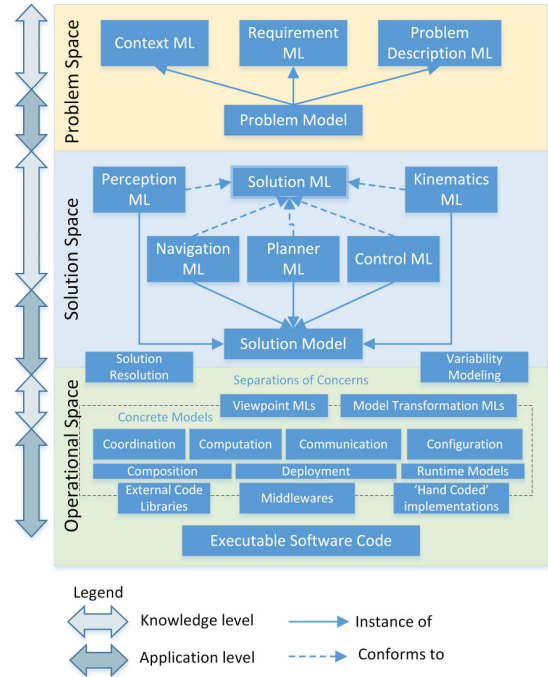 Problem Space
Context ML
Requirement
ML
Problem
Description ML
Problem Model
Solution Space
Perception
ML
Solution ML
Kinematics
ML
Navigation
ML
Planner
ML
Control ML
Solution Model
Solution
Resolution
Variability
Modeling
Operational Space
Separations of Concerns
Viewpoint MLs
Model Transformation MLs
Concrete Models
Coordination
Computation
Communication
Configuration
Composition
Deployment
Runtime Models
External Code
Libraries
Middlewares
‘Hand Coded’
implementations
Executable Software Code
Legend
Knowledge level
Instance of
Application level
Conforms to